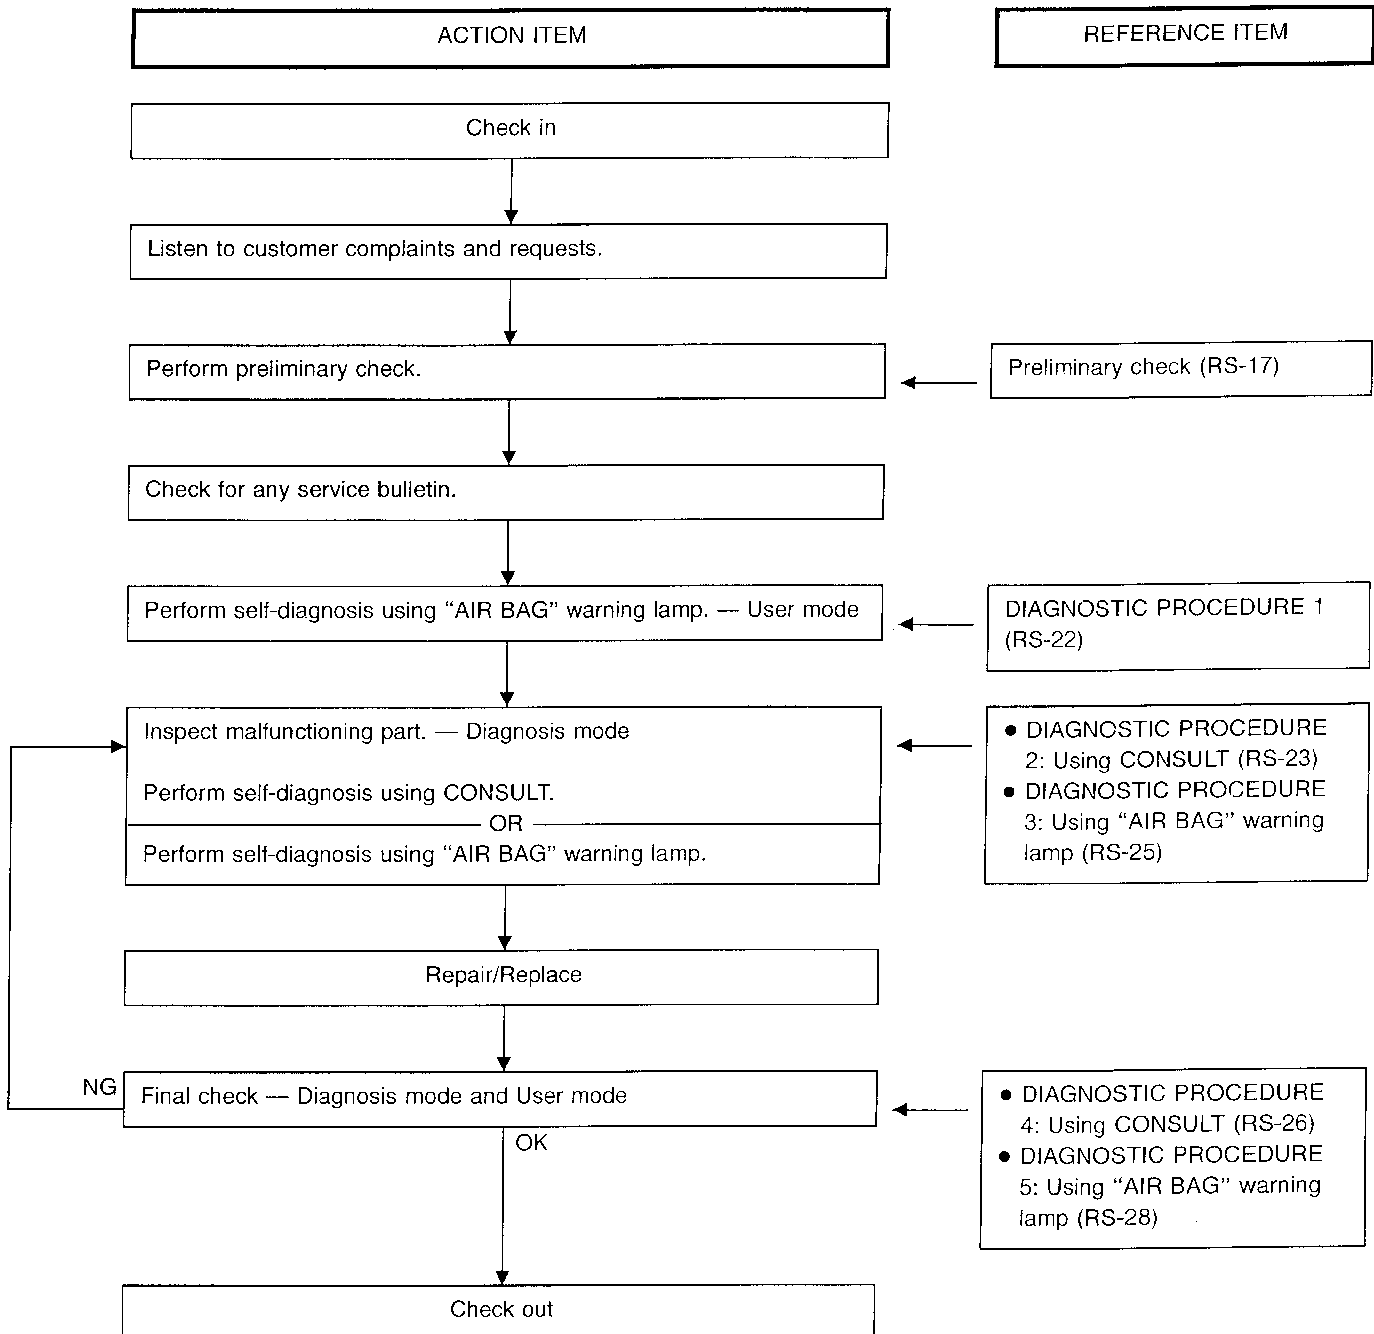 ACTION ITEM
REFERENCE ITEM
Check in
Listen to customer complaints and requests.
Perform preliminary check.
Preliminary check (RS-17)
Check for any service bulletin.
Perform self-diagnosis using “AIR BAG” warning lamp. — User mode
DIAGNOSTIC PROCEDURE 1
(RS-22)
Inspect malfunctioning part. — Diagnosis mode
Perform self-diagnosis using CONSULT.
OR
Perform self-diagnosis using “AIR BAG” warning lamp.
● DIAGNOSTIC PROCEDURE
2: Using CONSULT (RS-23)
● DIAGNOSTIC PROCEDURE
3: Using “AIR BAG” warning
lamp (RS-25)
Repair/Replace
NG
Final check — Diagnosis mode and User mode
OK
● DIAGNOSTIC PROCEDURE
4: Using CONSULT (RS-26)
● DIAGNOSTIC PROCEDURE
5: Using “AIR BAG” warning
lamp (RS-28)
Check out